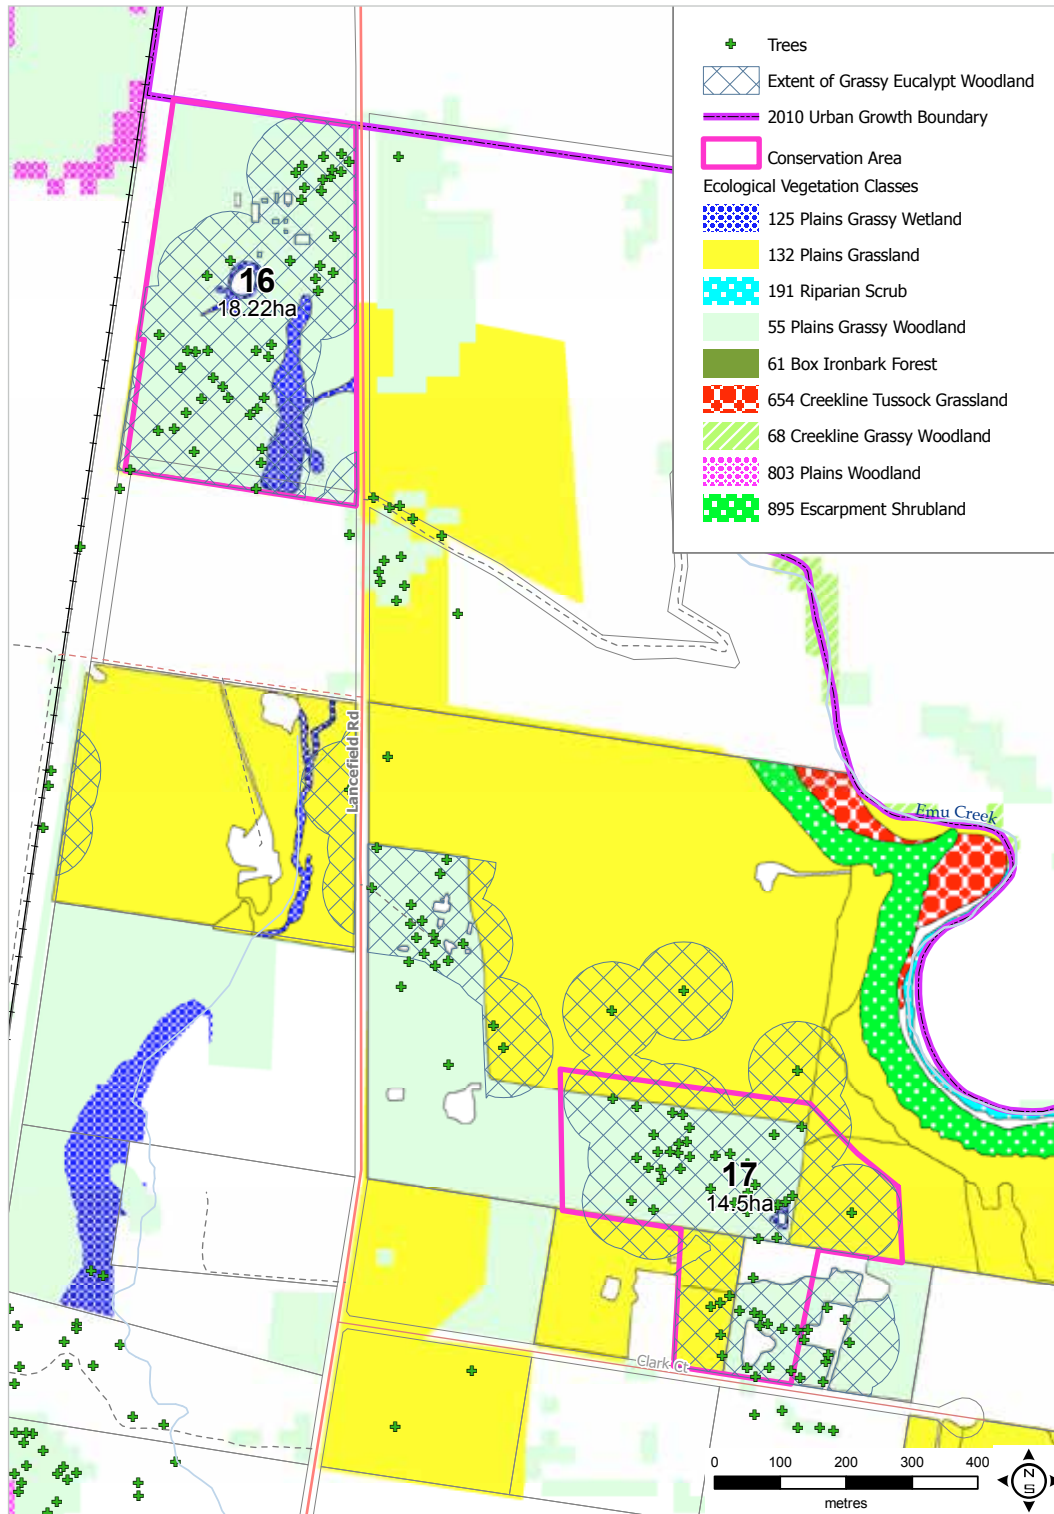 Trees
Extent of Grassy Eucalypt Woodland
2010 Urban Growth Boundary
Conservation Area
Ecological Vegetation Classes
125 Plains Grassy Wetland
132 Plains Grassland
191 Riparian Scrub
55 Plains Grassy Woodland
61 Box Ironbark Forest
654 Creekline Tussock Grassland
68 Creekline Grassy Woodland
803 Plains Woodland
895 Escarpment Shrubland
16
18.22ha
Lancefield Rd
Emu Creek
17
14.5ha
Clark Ct
0 100 200 300 400
metres
N
S